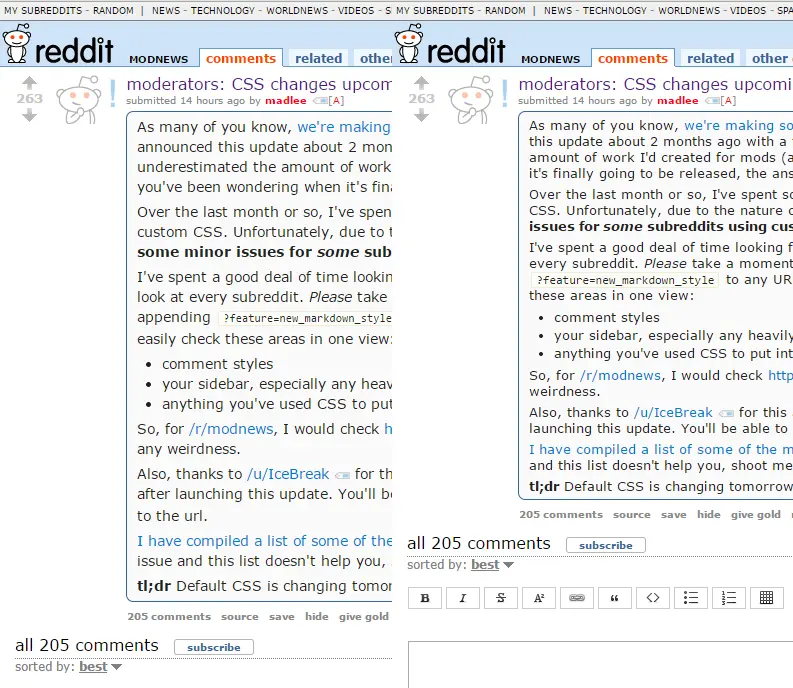 MY SUBREDDITS - RANDOM | NEWS - TECHNOLOGY - WORLDNEWS - VIDEOS - S
reddit MODNEWS comments related other
moderators: CSS changes upcom
263
submitted 14 hours ago by madlee [A]
As many of you know, we're making
announced this update about 2 mon
underestimated the amount of work
you've been wondering when it's fina
Over the last month or so, I've spen
custom CSS. Unfortunately, due to t
some minor issues for some sub
I've spent a good deal of time lookin
look at every subreddit. Please take
appending ?feature=new_markdown_style
easily check these areas in one view:
• comment styles
• your sidebar, especially any heav
• anything you've used CSS to put
So, for /r/modnews, I would check h
any weirdness.
Also, thanks to /u/IceBreak for th
after launching this update. You'll be
to the url.
I have compiled a list of some of the
issue and this list doesn't help you,
tl;dr Default CSS is changing tomor
205 comments source save hide give gold
all 205 comments subscribe
sorted by: best
MY SUBREDDITS - RANDOM | NEWS - TECHNOLOGY - WORLDNEWS - VIDEOS - SPA
reddit MODNEWS comments related other
moderators: CSS changes upcomi
263
submitted 14 hours ago by madlee [A]
As many of you know, we're making so
this update about 2 months ago with a
amount of work I'd created for mods (a
it's finally going to be released, the ans
Over the last month or so, I've spent so
CSS. Unfortunately, due to the nature o
issues for some subreddits using cus
I've spent a good deal of time looking f
every subreddit. Please take a moment
?feature=new_markdown_style to any UR
these areas in one view:
• comment styles
• your sidebar, especially any heavily
• anything you've used CSS to put int
So, for /r/modnews, I would check http
weirdness.
Also, thanks to /u/IceBreak for this
launching this update. You'll be able to
I have compiled a list of some of the m
and this list doesn't help you, shoot me
tl;dr Default CSS is changing tomorrow
205 comments source save hide give gold
all 205 comments subscribe
sorted by: best
B I S A² “ <>